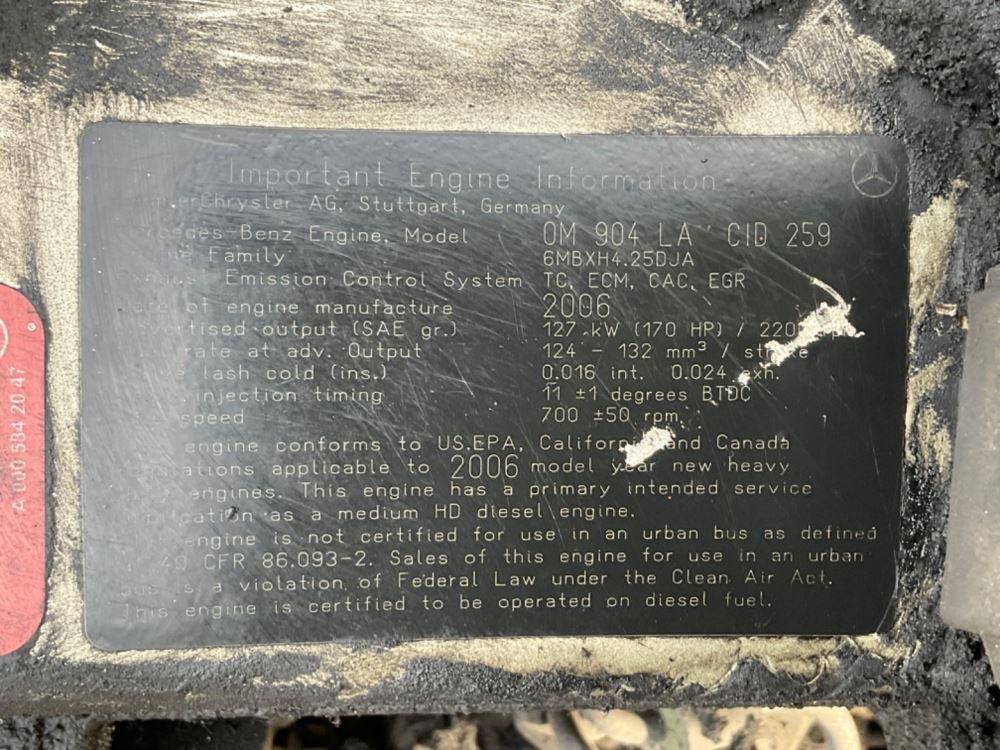 Important Engine Information
DaimlerChrysler AG, Stuttgart, Germany
Mercedes-Benz Engine, Model OM 904 LA CID 259
Family 6MBXH4.25DJA
Exhaust Emission Control System TC, ECM, CAC, EGR
of engine manufacture 2006
Advertised output (SAE gr.) 127 kW (170 HP) / 220
rate at adv. Output 124 - 132 mm³ / stroke
lash cold (ins.) 0.016 int. 0.024 exh.
injection timing 11 ±1 degrees BTDC
speed 700 ±50 rpm.
engine conforms to US.EPA, California and Canada
applicable to 2006 model year new heavy
engines. This engine has a primary intended service
application as a medium HD diesel engine.
engine is not certified for use in an urban bus as defined
40 CFR 86.093-2. Sales of this engine for use in an urban
bus is a violation of Federal Law under the Clean Air Act.
This engine is certified to be operated on diesel fuel.
A 000 584 20 47